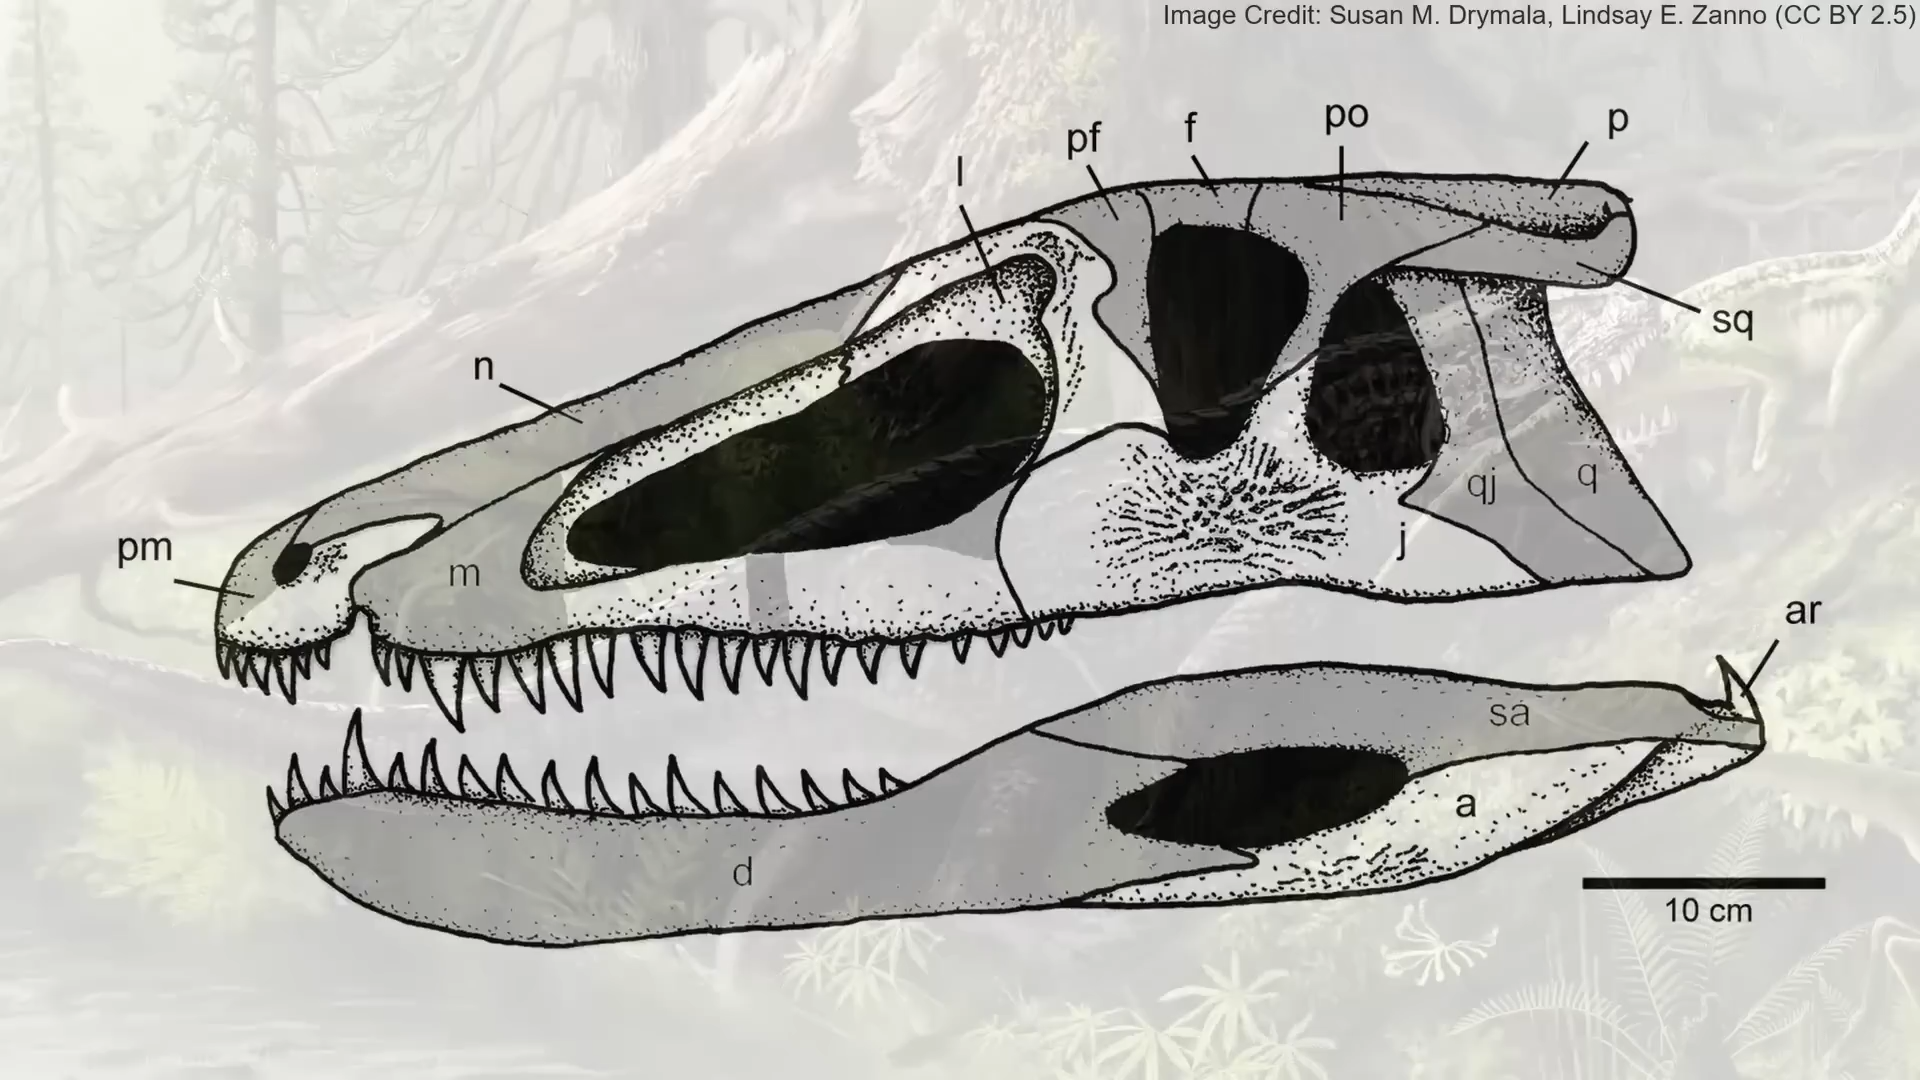 Image Credit: Susan M. Drymala, Lindsay E. Zanno (CC BY 2.5)
po
p
f
pf
l
sq
n
qj
q
j
pm
m
ar
sa
a
d
10 cm